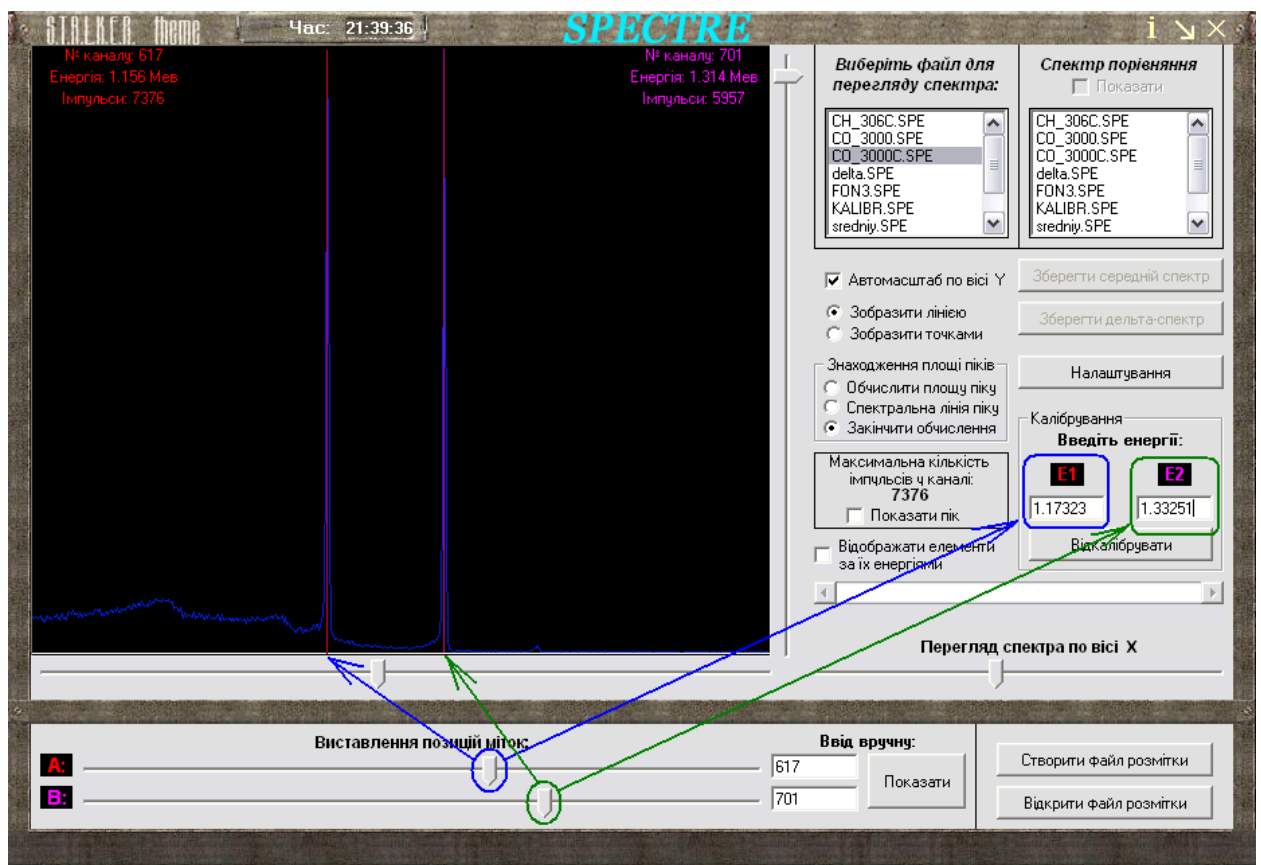 S.T.A.L.K.E.R. theme
Час: 21:39:36
SPECTRE
i
№ каналу: 617
Енергія: 1.156 Мев
Імпульси: 7376
№ каналу: 701
Енергія: 1.314 Мев
Імпульси: 5957
Виберіть файл для
перегляду спектра:
CH_306C.SPE
CO_3000.SPE
CO_3000C.SPE
delta.SPE
FON3.SPE
KALIBR.SPE
sredniy.SPE
Спектр порівняння
Показати
CH_306C.SPE
CO_3000.SPE
CO_3000C.SPE
delta.SPE
FON3.SPE
KALIBR.SPE
sredniy.SPE
Автомасштаб по вісі Y
Зобразити лінією
Зобразити точками
Зберегти середній спектр
Зберегти дельта-спектр
Знаходження площі піків
Обчислити площу піку
Спектральна лінія піку
Закінчити обчислення
Налаштування
Калібрування
Введіть енергії:
E1
E2
1.17323
1.33251
Відкалібрувати
Максимальна кількість
імпульсів у каналі:
7376
Показати пік
Відображати елементи
за їх енергіями
Перегляд спектра по вісі X
Виставлення позицій міток:
A:
B:
Ввід вручну:
617
701
Показати
Створити файл розмітки
Відкрити файл розмітки